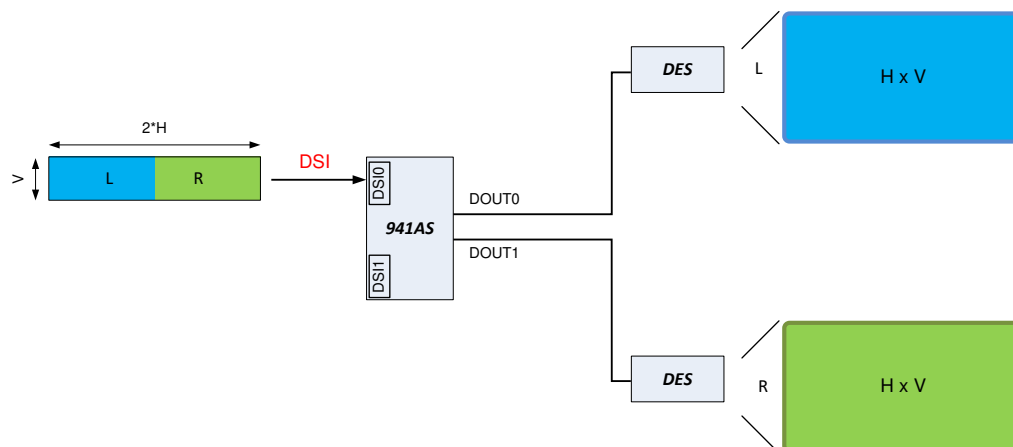 DES
L
H x V
2*H
V
L
R
DSI
DSI0
DOUT0
941AS
DOUT1
DSI1
DES
R
H x V